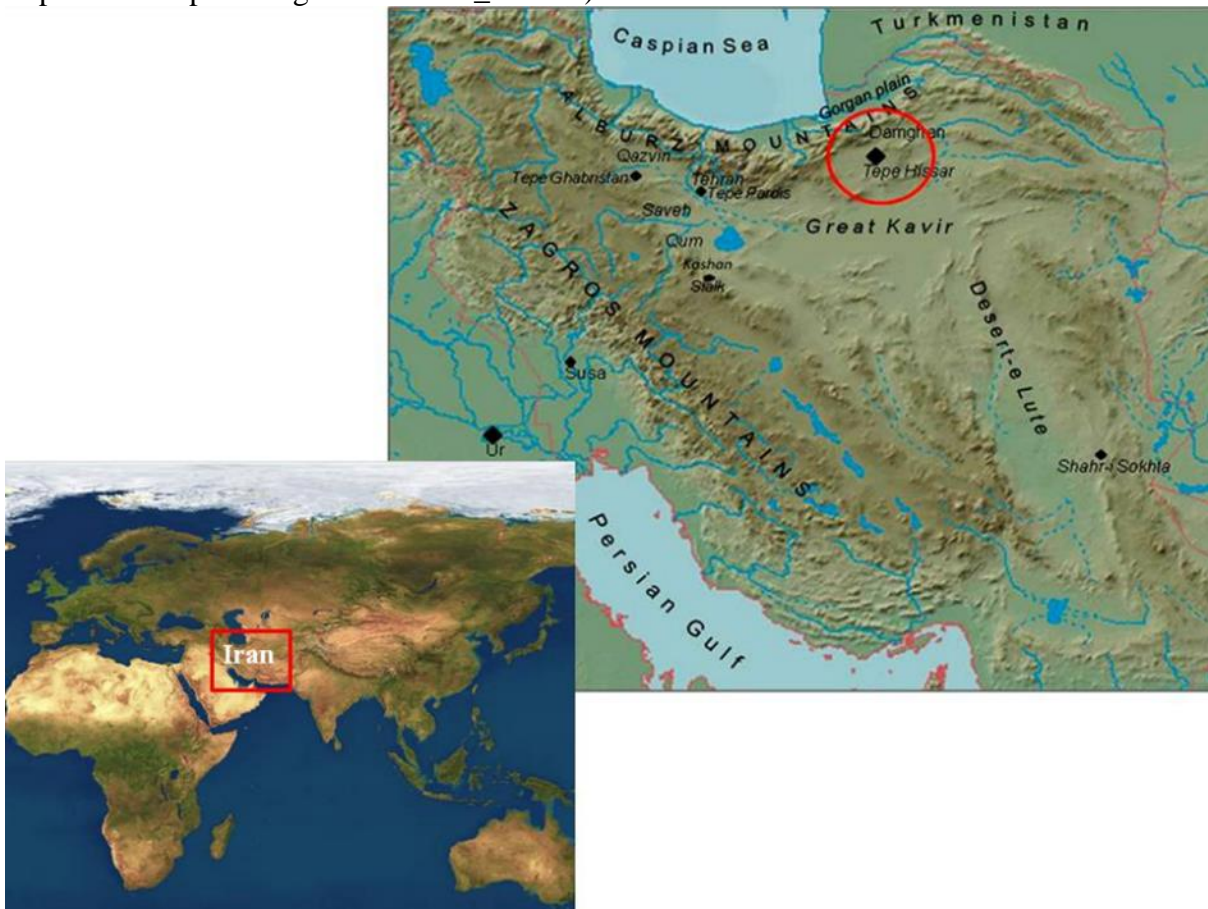 Caspian Sea
Turkmenistan
ALBURZ MOUNTAINS
Gorgan plain
Damghan
Tepe Hissar
Qazvin
Tepe Ghabristan
Tehran
Tepe Pardis
Saveh
Great Kavir
Qum
Kashan
Sialk
ZAGROS MOUNTAINS
Desert-e Lute
Susa
Ur
Shahr-i Sokhta
Persian Gulf
Iran